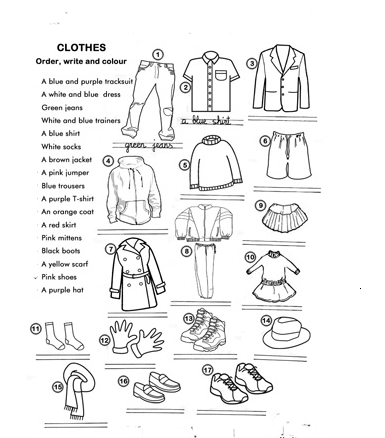 CLOTHES
Order, write and colour
A blue and purple tracksuit
A white and blue dress
Green jeans
White and blue trainers
A blue shirt
White socks
A brown jacket
A pink jumper
Blue trousers
A purple T-shirt
An orange coat
A red skirt
Pink mittens
Black boots
A yellow scarf
Pink shoes
A purple hat
1
green jeans
2
a blue shirt
3
4
5
6
7
8
9
10
11
12
13
14
15
16
17